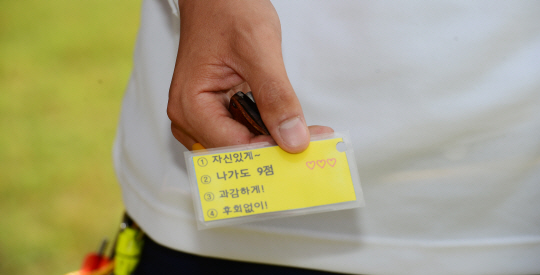 ① 자신있게~ ♡♡♡
② 나가도 9점
③ 과감하게!
④ 후회없이!